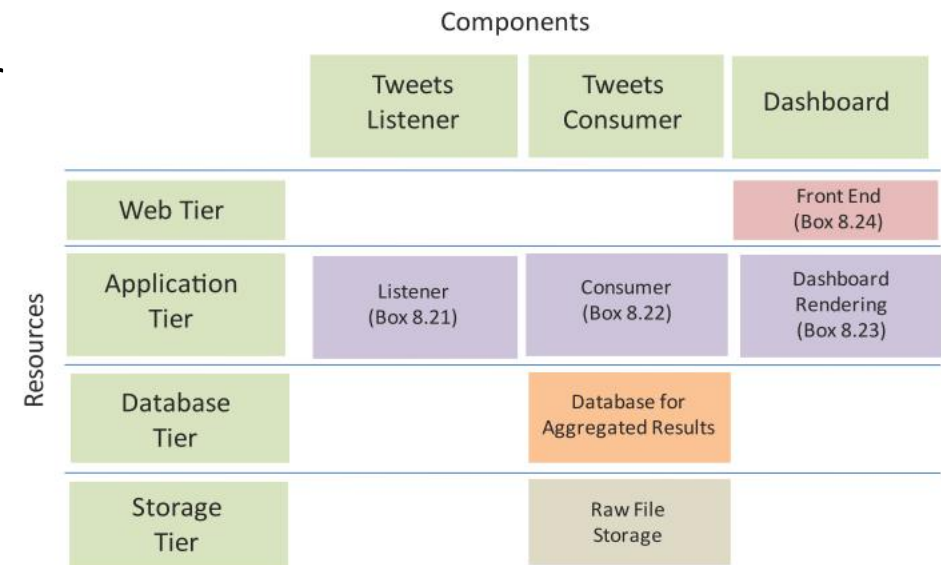 Components
Tweets
Listener
Tweets
Consumer
Dashboard
Web Tier
Front End
(Box 8.24)
Resources
Application
Tier
Listener
(Box 8.21)
Consumer
(Box 8.22)
Dashboard
Rendering
(Box 8.23)
Database
Tier
Database for
Aggregated Results
Storage
Tier
Raw File
Storage